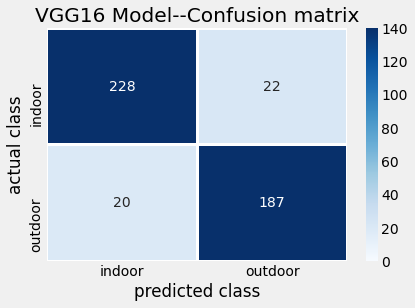 VGG16 Model--Confusion matrix
actual class
indoor
outdoor
228
22
20
187
indoor
outdoor
predicted class
140
120
100
80
60
40
20
0